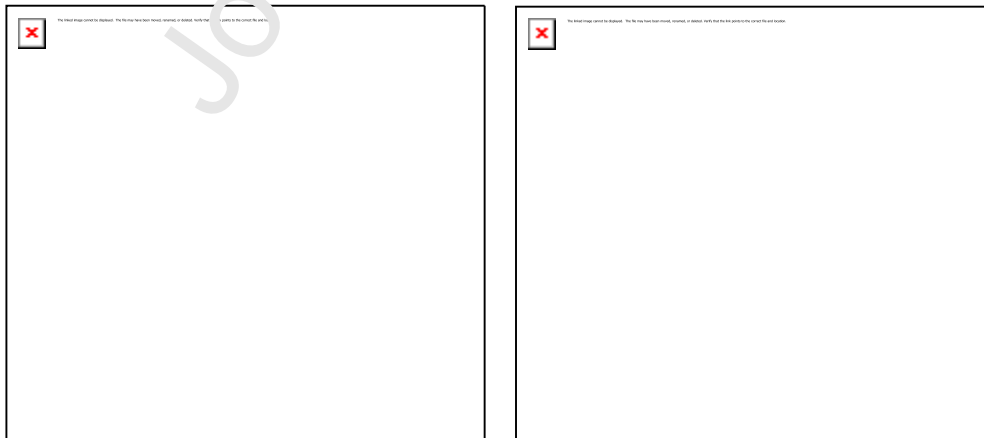 The linked image cannot be displayed. The file may have been moved, renamed, or deleted. Verify that points to the correct file and
Jo
The linked image cannot be displayed. The file may have been moved, renamed, or deleted. Verify that the link points to the correct file and location.